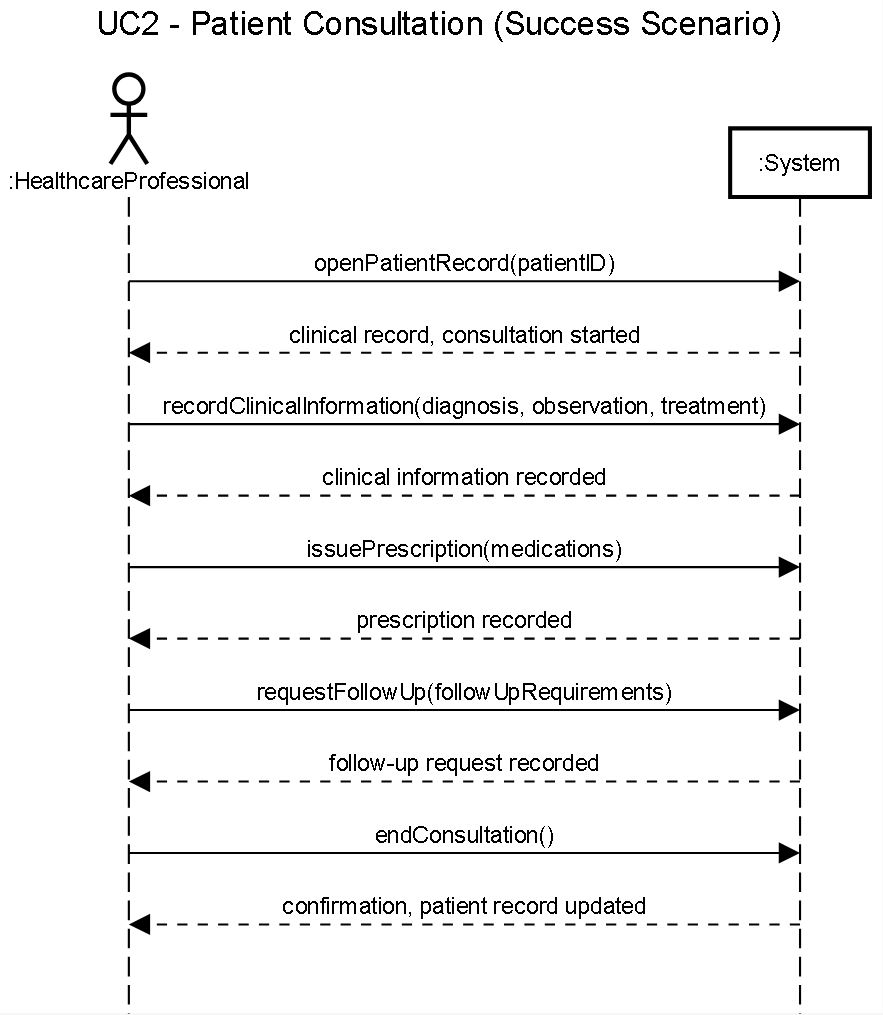 UC2 - Patient Consultation (Success Scenario)
:HealthcareProfessional
:System
openPatientRecord(patientID)
clinical record, consultation started
recordClinicalInformation(diagnosis, observation, treatment)
clinical information recorded
issuePrescription(medications)
prescription recorded
requestFollowUp(followUpRequirements)
follow-up request recorded
endConsultation()
confirmation, patient record updated